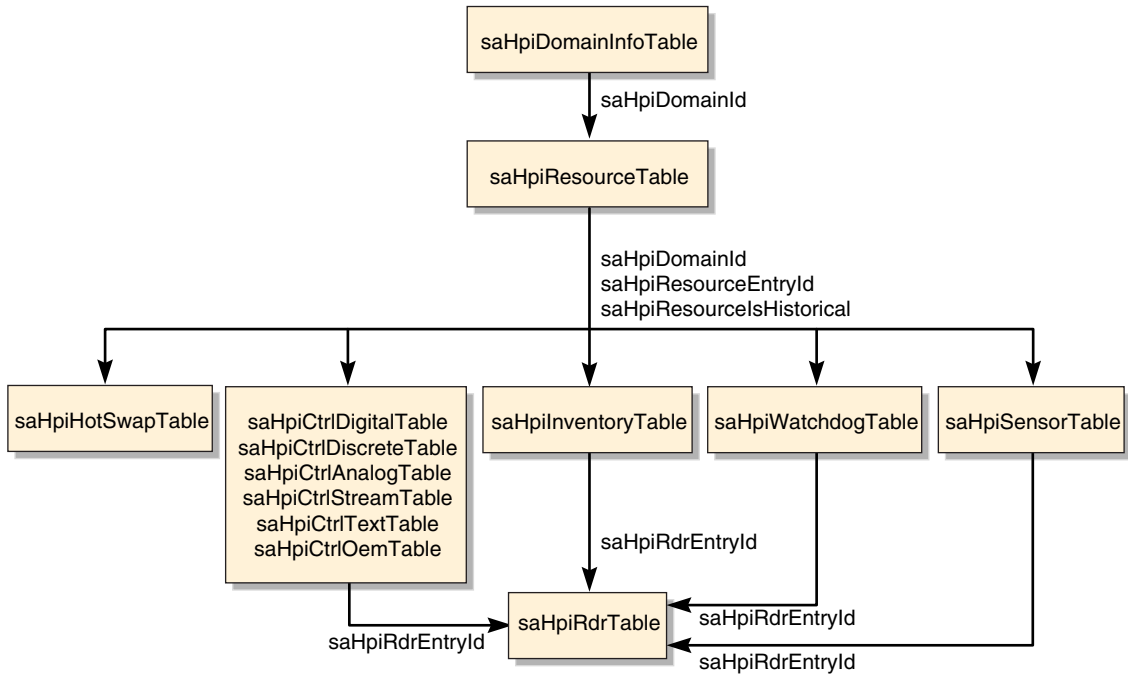 saHpiDomainInfoTable
saHpiDomainId
saHpiResourceTable
saHpiDomainId
saHpiResourceEntryId
saHpiResourceIsHistorical
saHpiHotSwapTable
saHpiCtrlDigitalTable
saHpiCtrlDiscreteTable
saHpiCtrlAnalogTable
saHpiCtrlStreamTable
saHpiCtrlTextTable
saHpiCtrlOemTable
saHpiInventoryTable
saHpiWatchdogTable
saHpiSensorTable
saHpiRdrEntryId
saHpiRdrTable
saHpiRdrEntryId
saHpiRdrEntryId
saHpiRdrEntryId